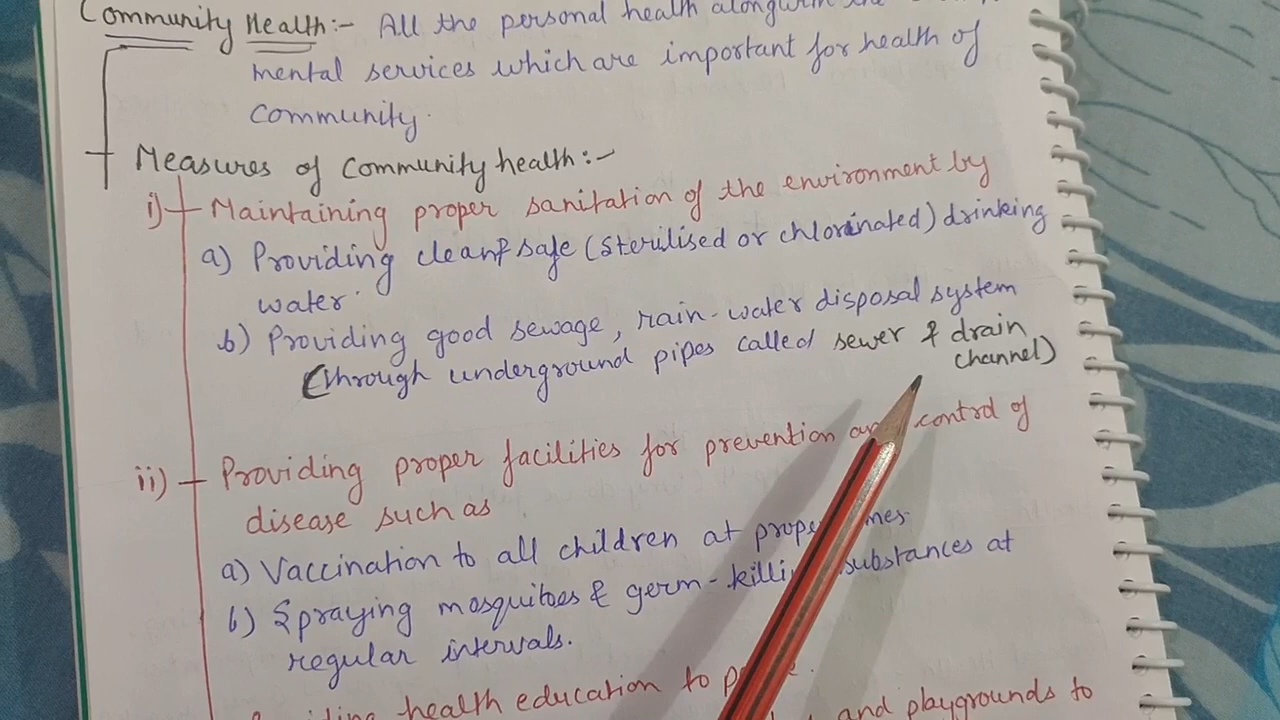 Community Health:- All the personal health alongwith the
mental services which are important for health of
community.
Measures of Community health:-
i) Maintaining proper sanitation of the environment by
a) Providing clean & safe (sterilised or chlorinated) drinking
water.
b) Providing good sewage, rain-water disposal system
(through underground pipes called sewer & drain
channel)
ii) Providing proper facilities for prevention and control of
disease such as
a) Vaccination to all children at proper
b) Spraying mosquitoes & germ-killing substances at
regular intervals.
health education to
and playgrounds to